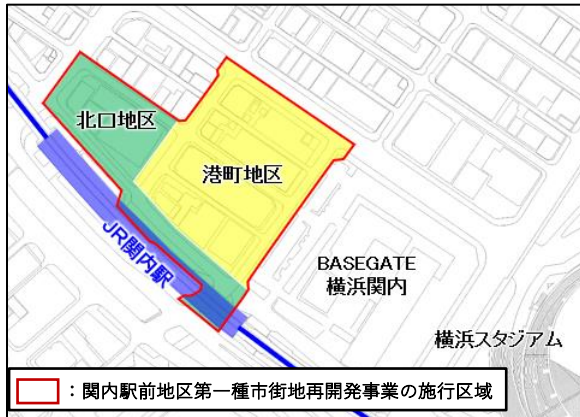 北口地区
港町地区
JR関内駅
BASEGATE
横浜関内
横浜スタジアム
：関内駅前地区第一種市街地再開発事業の施行区域